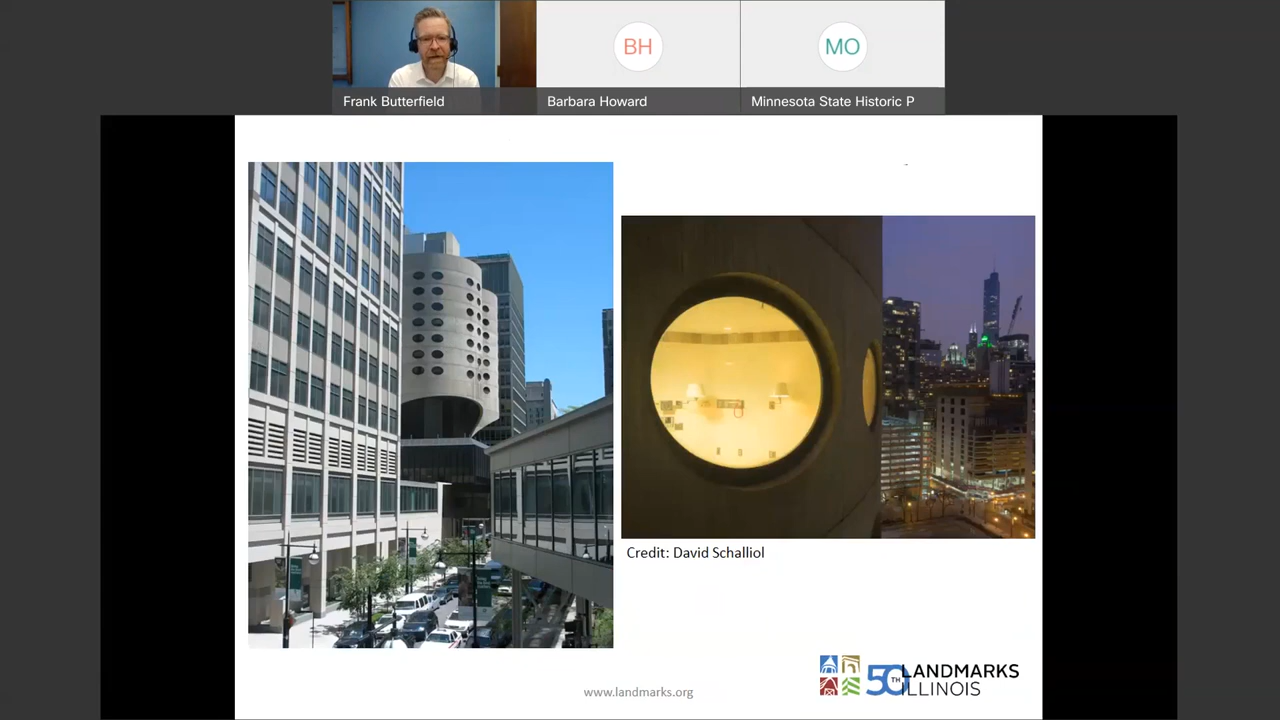 BH
MO
Frank Butterfield
Barbara Howard
Minnesota State Historic P
Credit: David Schalliol
www.landmarks.org
50TH
LANDMARKS
ILLINOIS